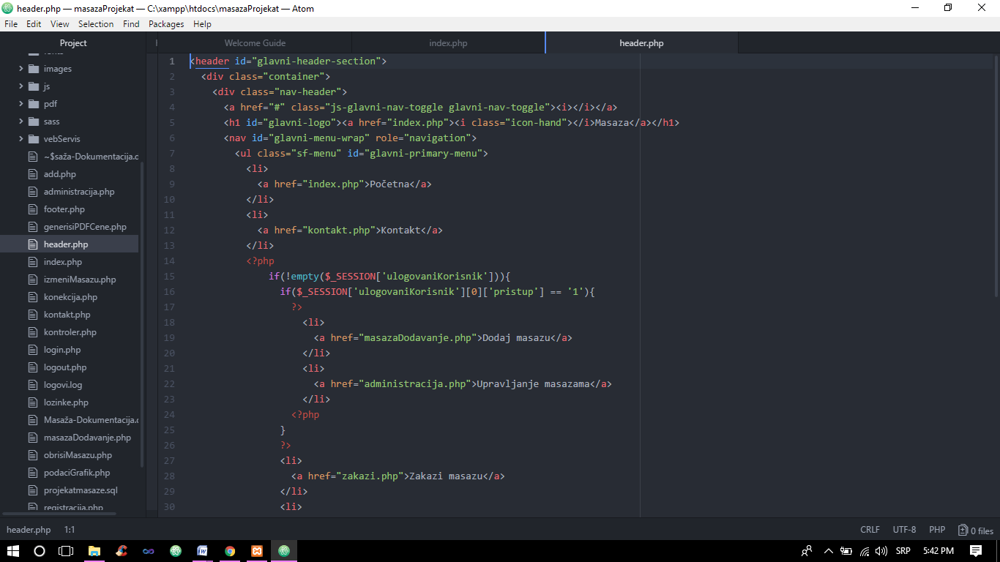 header.php — masazaProjekat — C:\xampp\htdocs\masazaProjekat — Atom
File Edit View Selection Find Packages Help
Project
images
js
pdf
sass
vebServis
~$saža-Dokumentacija.c
add.php
administracija.php
footer.php
generisiPDFCene.php
header.php
index.php
izmeniMasazu.php
konekcija.php
kontakt.php
kontroler.php
login.php
logout.php
logovi.log
lozinke.php
Masaža-Dokumentacija.c
masazaDodavanje.php
obrisiMasazu.php
podaciGrafik.php
projekatmasaze.sql
registracija.php
Welcome Guide index.php header.php
1 <header id="glavni-header-section">
2 <div class="container">
3 <div class="nav-header">
4 <a href="#" class="js-glavni-nav-toggle glavni-nav-toggle"><i></i></a>
5 <h1 id="glavni-logo"><a href="index.php"><i class="icon-hand"></i>Masaza</a></h1>
6 <nav id="glavni-menu-wrap" role="navigation">
7 <ul class="sf-menu" id="glavni-primary-menu">
8 <li>
9 <a href="index.php">Početna</a>
10 </li>
11 <li>
12 <a href="kontakt.php">Kontakt</a>
13 </li>
14 <?php
15 if(!empty($_SESSION['ulogovaniKorisnik'])){
16 if($_SESSION['ulogovaniKorisnik'][0]['pristup'] == '1'){
17 ?>
18 <li>
19 <a href="masazaDodavanje.php">Dodaj masazu</a>
20 </li>
21 <li>
22 <a href="administracija.php">Upravljanje masazama</a>
23 </li>
24 <?php
25 }
26 ?>
27 <li>
28 <a href="zakazi.php">Zakazi masazu</a>
29 </li>
30 <li>
header.php 1:1 CRLF UTF-8 PHP 0 files
SRP 5:42 PM